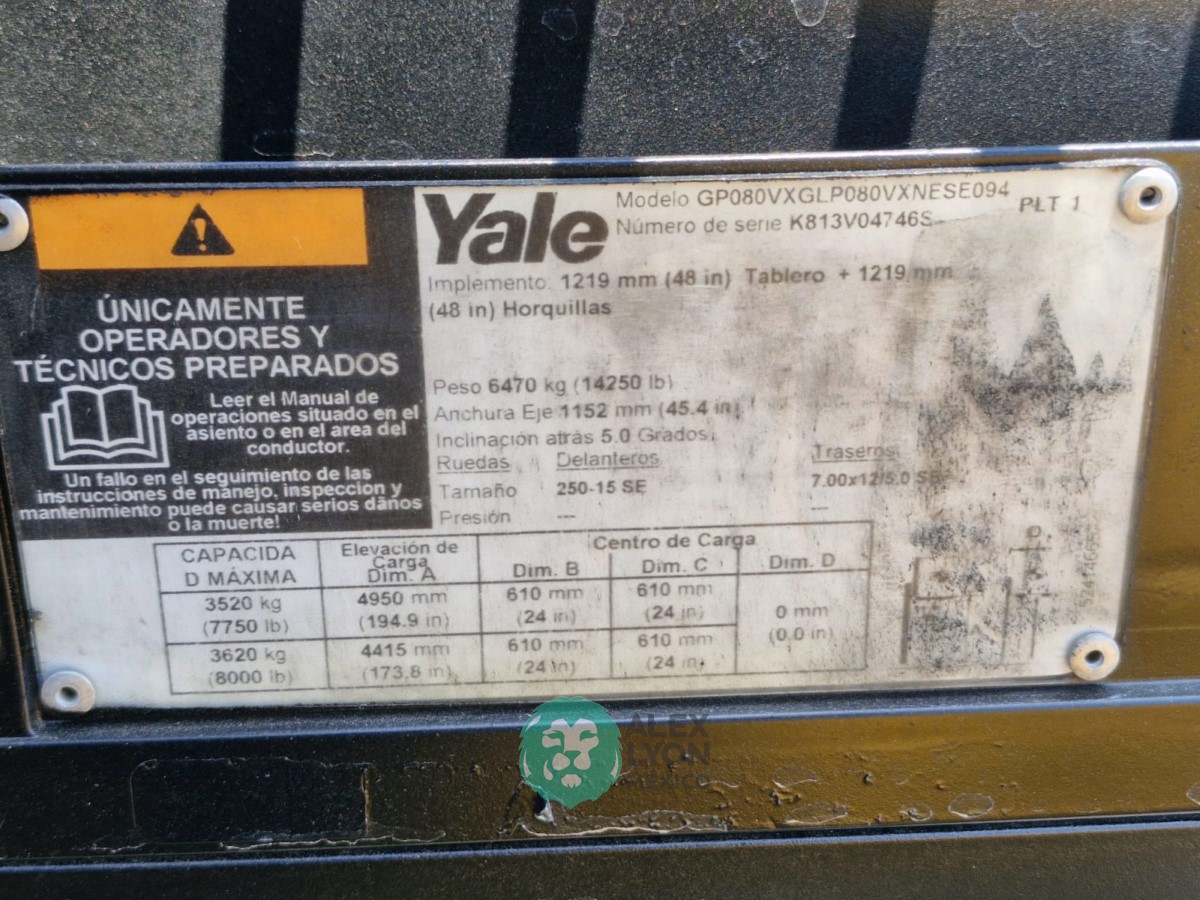 Yale
Modelo GP080VXGLP080VXNESE094
PLT 1
Número de serie K813V04746S
Implemento: 1219 mm (48 in) Tablero + 1219 mm
(48 in) Horquillas
ÚNICAMENTE
OPERADORES Y
TÉCNICOS PREPARADOS
Leer el Manual de
operaciones situado en el
asiento o en el area del
conductor.
Un fallo en el seguimiento de las
instrucciones de manejo, inspeccion y
mantenimiento puede causar serios daños
o la muerte!
Peso 6470 kg (14250 lb)
Anchura Eje 1152 mm (45.4 in)
Inclinación atrás 5.0 Grados
Ruedas Delanteros Traseros
Tamaño 250-15 SE 7.00x12/5.0
Presión --- ---
CAPACIDA
D MÁXIMA
Elevación de
Carga
Dim. A
Centro de Carga
Dim. B Dim. C Dim. D
3520 kg 4950 mm 610 mm 610 mm 0 mm
(7750 lb) (194.9 in) (24 in) (24 in) (0.0 in)
3620 kg 4415 mm 610 mm 610 mm
(8000 lb) (173.8 in) (24 in) (24 in)
ALEX
LYON
MÉXICO